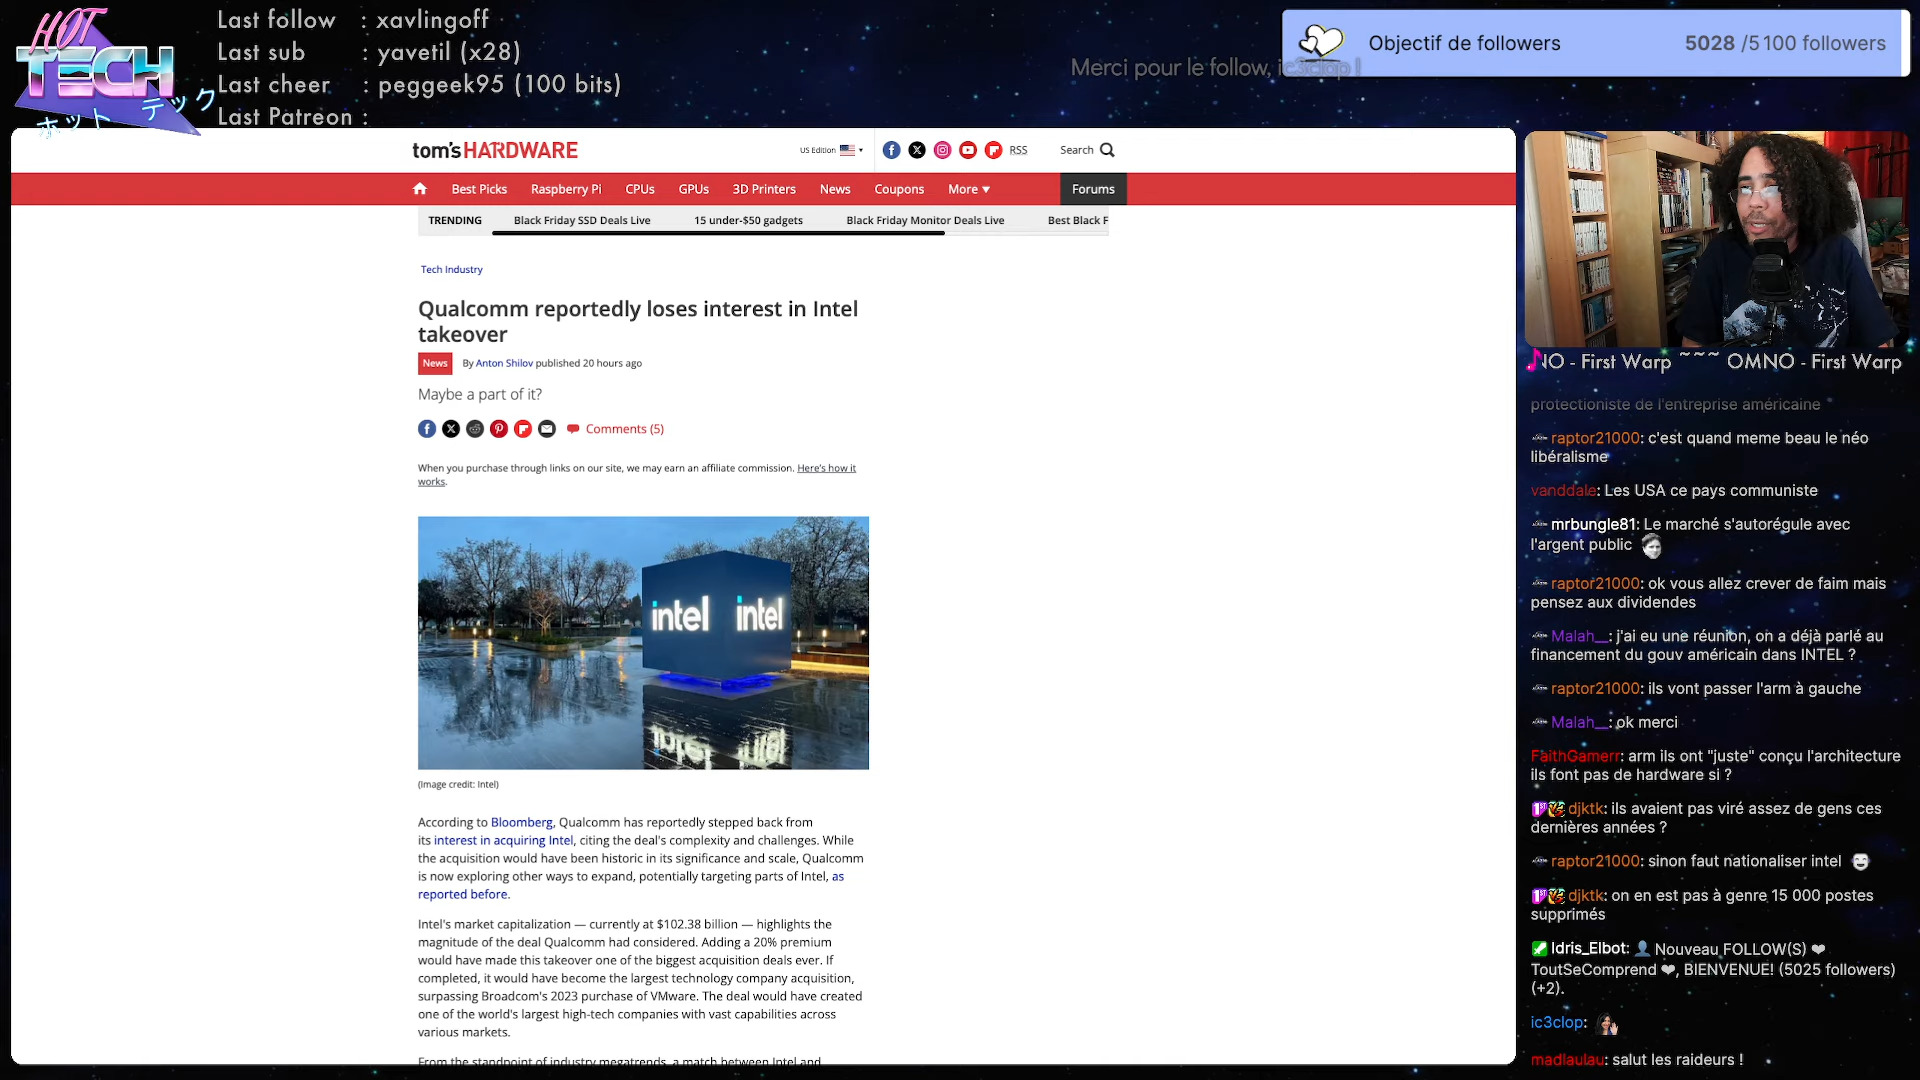 HOT
TECH
ホット テック
Last follow : xavlingoff
Last sub : yavetil (x28)
Last cheer : peggeek95 (100 bits)
Last Patreon :
Merci pour le follow, ic3clop !
Objectif de followers 5028 /5 100 followers
tom's HARDWARE
US Edition
RSS
Search
Best Picks Raspberry Pi CPUs GPUs 3D Printers News Coupons More ▼ Forums
TRENDING Black Friday SSD Deals Live 15 under-$50 gadgets Black Friday Monitor Deals Live Best Black F
Tech Industry
Qualcomm reportedly loses interest in Intel
takeover
News By Anton Shilov published 20 hours ago
Maybe a part of it?
Comments (5)
When you purchase through links on our site, we may earn an affiliate commission. Here's how it
works.
intel intel
(Image credit: Intel)
According to Bloomberg, Qualcomm has reportedly stepped back from
its interest in acquiring Intel, citing the deal's complexity and challenges. While
the acquisition would have been historic in its significance and scale, Qualcomm
is now exploring other ways to expand, potentially targeting parts of Intel, as
reported before.
Intel's market capitalization — currently at $102.38 billion — highlights the
magnitude of the deal Qualcomm had considered. Adding a 20% premium
would have made this takeover one of the biggest acquisition deals ever. If
completed, it would have become the largest technology company acquisition,
surpassing Broadcom's 2023 purchase of VMware. The deal would have created
one of the world's largest high-tech companies with vast capabilities across
various markets.
From the standpoint of industry megatrends, a match between Intel and
NO - First Warp ~~~ OMNO - First Warp
protectioniste de l'entreprise américaine
raptor21000: c'est quand meme beau le néo
libéralisme
vanddale: Les USA ce pays communiste
mrbungle81: Le marché s'autorégule avec
l'argent public
raptor21000: ok vous allez crever de faim mais
pensez aux dividendes
Malah__: j'ai eu une réunion, on a déjà parlé au
financement du gouv américain dans INTEL ?
raptor21000: ils vont passer l'arm à gauche
Malah__: ok merci
FaithGamerr: arm ils ont "juste" conçu l'architecture
ils font pas de hardware si ?
djktk: ils avaient pas viré assez de gens ces
dernières années ?
raptor21000: sinon faut nationaliser intel
djktk: on en est pas à genre 15 000 postes
supprimés
Idris_Elbot: 👤 Nouveau FOLLOW(S) ❤
ToutSeComprend ❤, BIENVENUE! (5025 followers)
(+2).
ic3clop:
madlaulau: salut les raideurs !